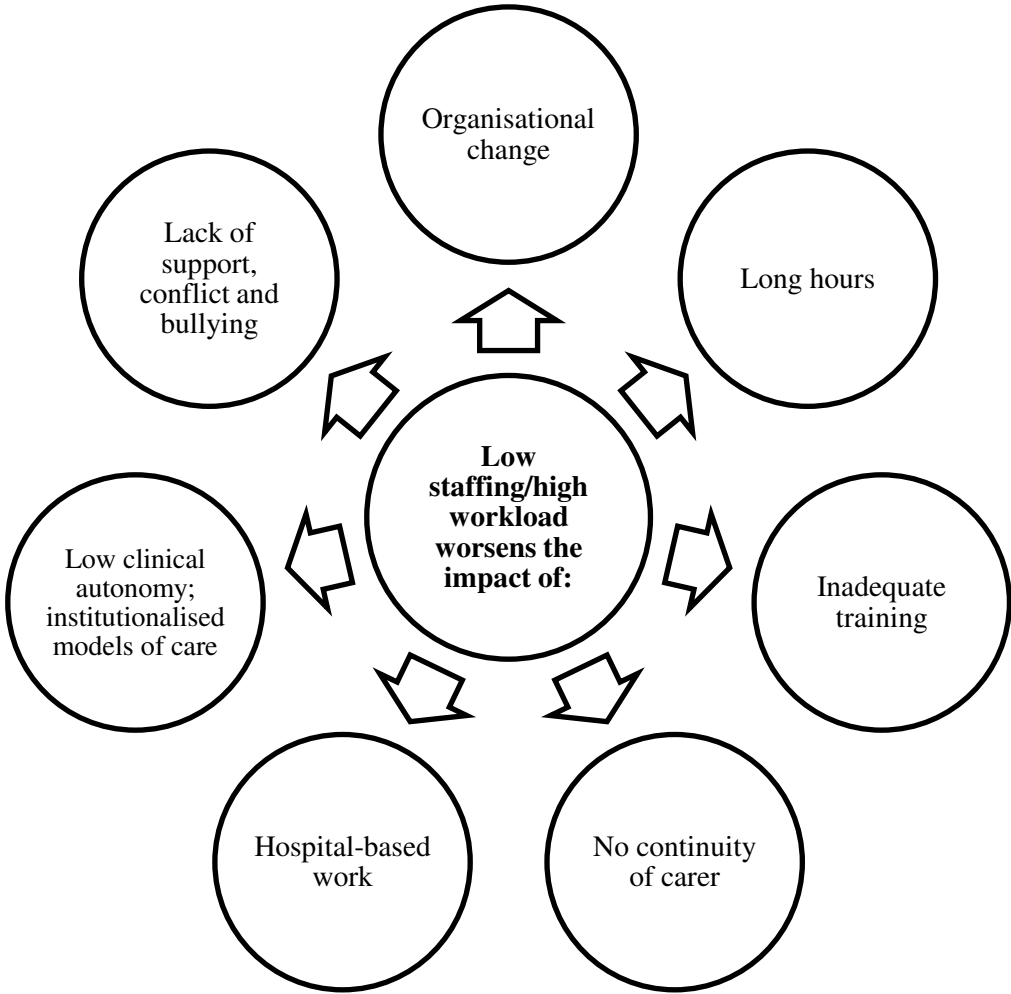 Organisational
change
Lack of
support,
conflict and
bullying
Long hours
Low
staffing/high
workload
worsens the
impact of:
Low clinical
autonomy;
institutionalised
models of care
Inadequate
training
Hospital-based
work
No continuity
of carer